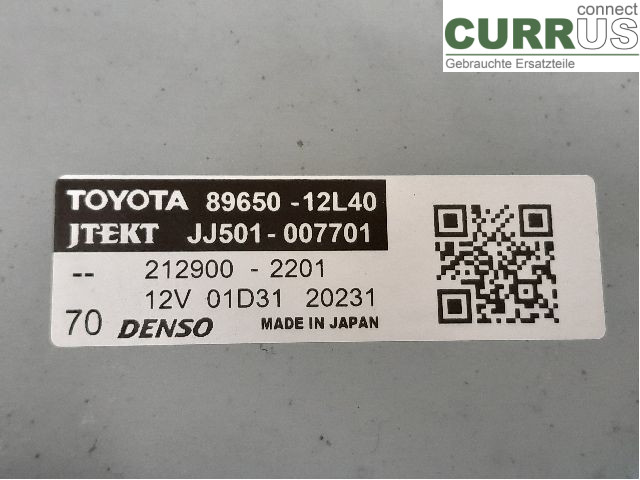 connect
CURRUS
Gebrauchte Ersatzteile
TOYOTA 89650 -12L40
JTEKT JJ501- 007701
-- 212900 - 2201
12V 01D31 20231
70 DENSO MADE IN JAPAN